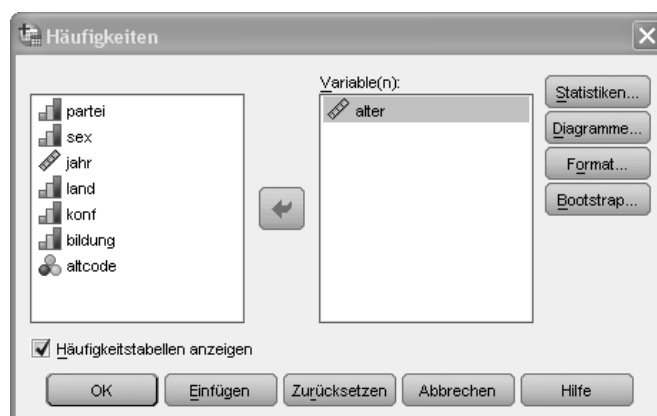 Häufigkeiten
partei
sex
jahr
land
konf
bildung
altcode
Variable(n):
alter
Statistiken...
Diagramme...
Format...
Bootstrap...
Häufigkeitstabellen anzeigen
OK
Einfügen
Zurücksetzen
Abbrechen
Hilfe